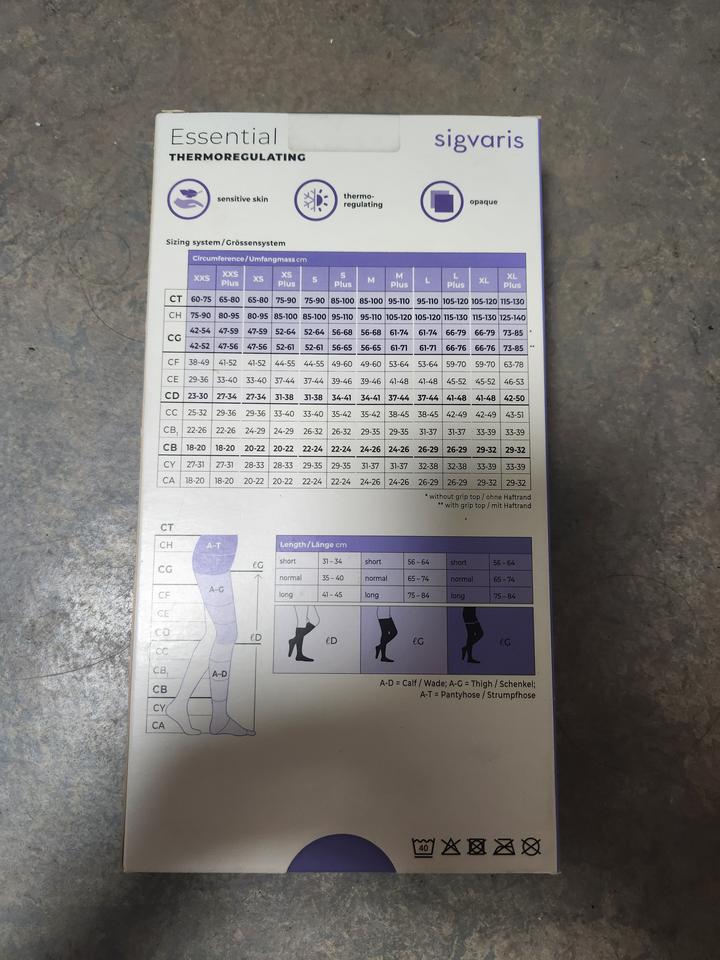 Essential
sigvaris
THERMOREGULATING
sensitive skin
thermo-
regulating
opaque
Sizing system / Grössensystem
Circumference / Umfangmass cm
XXS XXS Plus XS XS Plus S S Plus M M Plus L L Plus XL XL Plus
CT 60-75 65-80 65-80 75-90 75-90 85-100 85-100 95-110 95-110 105-120 105-120 115-130
CH 75-90 80-95 80-95 85-100 85-100 95-110 95-110 105-120 105-120 115-130 115-130 125-140
CG 42-54 47-59 47-59 52-64 52-64 56-68 56-68 61-74 61-74 66-79 66-79 73-85 *
42-52 47-56 47-56 52-61 52-61 56-65 56-65 61-71 61-71 66-76 66-76 73-85 **
CF 38-49 41-52 41-52 44-55 44-55 49-60 49-60 53-64 53-64 59-70 59-70 63-78
CE 29-36 33-40 33-40 37-44 37-44 39-46 39-46 41-48 41-48 45-52 45-52 46-53
CD 23-30 27-34 27-34 31-38 31-38 34-41 34-41 37-44 37-44 41-48 41-48 42-50
CC 25-32 29-36 29-36 33-40 33-40 35-42 35-42 38-45 38-45 42-49 42-49 43-51
CB₁ 22-26 22-26 24-29 24-29 26-32 26-32 29-35 29-35 31-37 31-37 33-39 33-39
CB 18-20 18-20 20-22 20-22 22-24 22-24 24-26 24-26 26-29 26-29 29-32 29-32
CY 27-31 27-31 28-33 28-33 29-35 29-35 31-37 31-37 32-38 32-38 33-39 33-39
CA 18-20 18-20 20-22 20-22 22-24 22-24 24-26 24-26 26-29 26-29 29-32 29-32
* without grip top / ohne Haftrand
** with grip top / mit Haftrand
CT
CH
CG
CF
CE
CD
CC
CB₁
CB
CY
CA
A–T
A–G
A–D
ℓG
ℓD
Length / Länge cm
short 31–34 short 56–64 short 56–64
normal 35–40 normal 65–74 normal 65–74
long 41–45 long 75–84 long 75–84
ℓD ℓG ℓG
A-D = Calf / Wade; A-G = Thigh / Schenkel;
A-T = Pantyhose / Strumpfhose
40